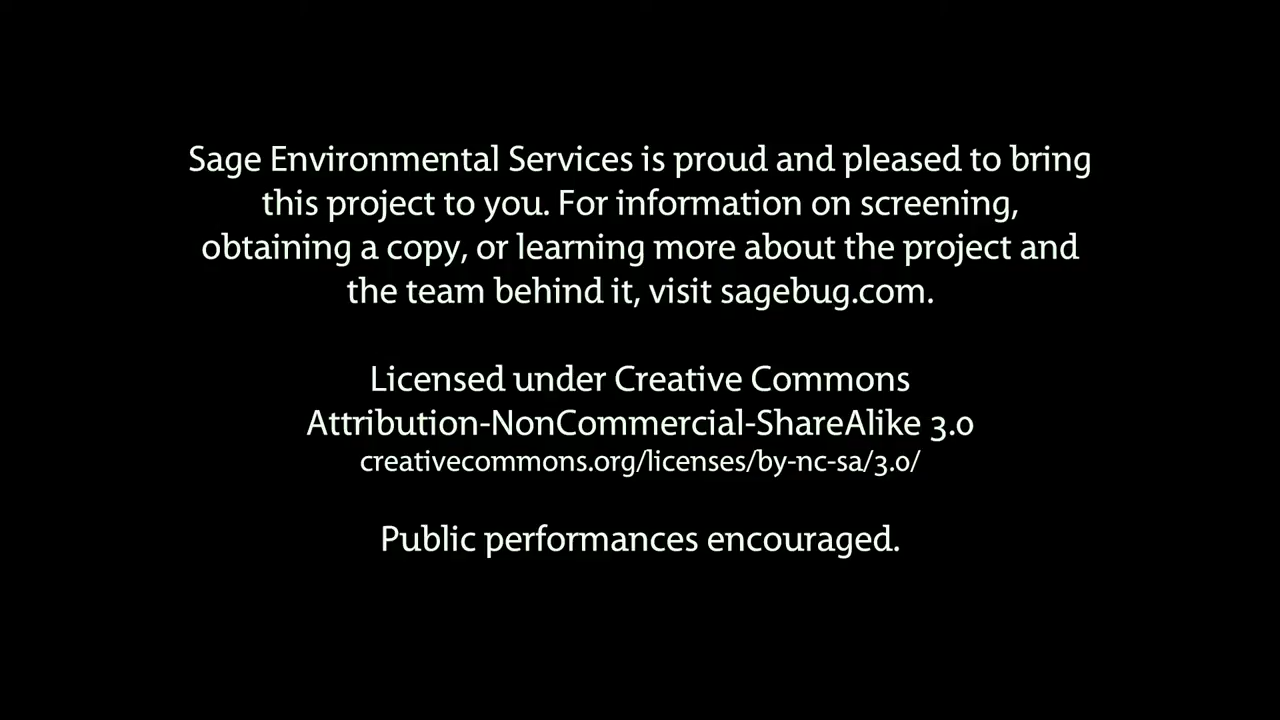 Sage Environmental Services is proud and pleased to bring
this project to you. For information on screening,
obtaining a copy, or learning more about the project and
the team behind it, visit sagebug.com.
Licensed under Creative Commons
Attribution-NonCommercial-ShareAlike 3.0
creativecommons.org/licenses/by-nc-sa/3.0/
Public performances encouraged.